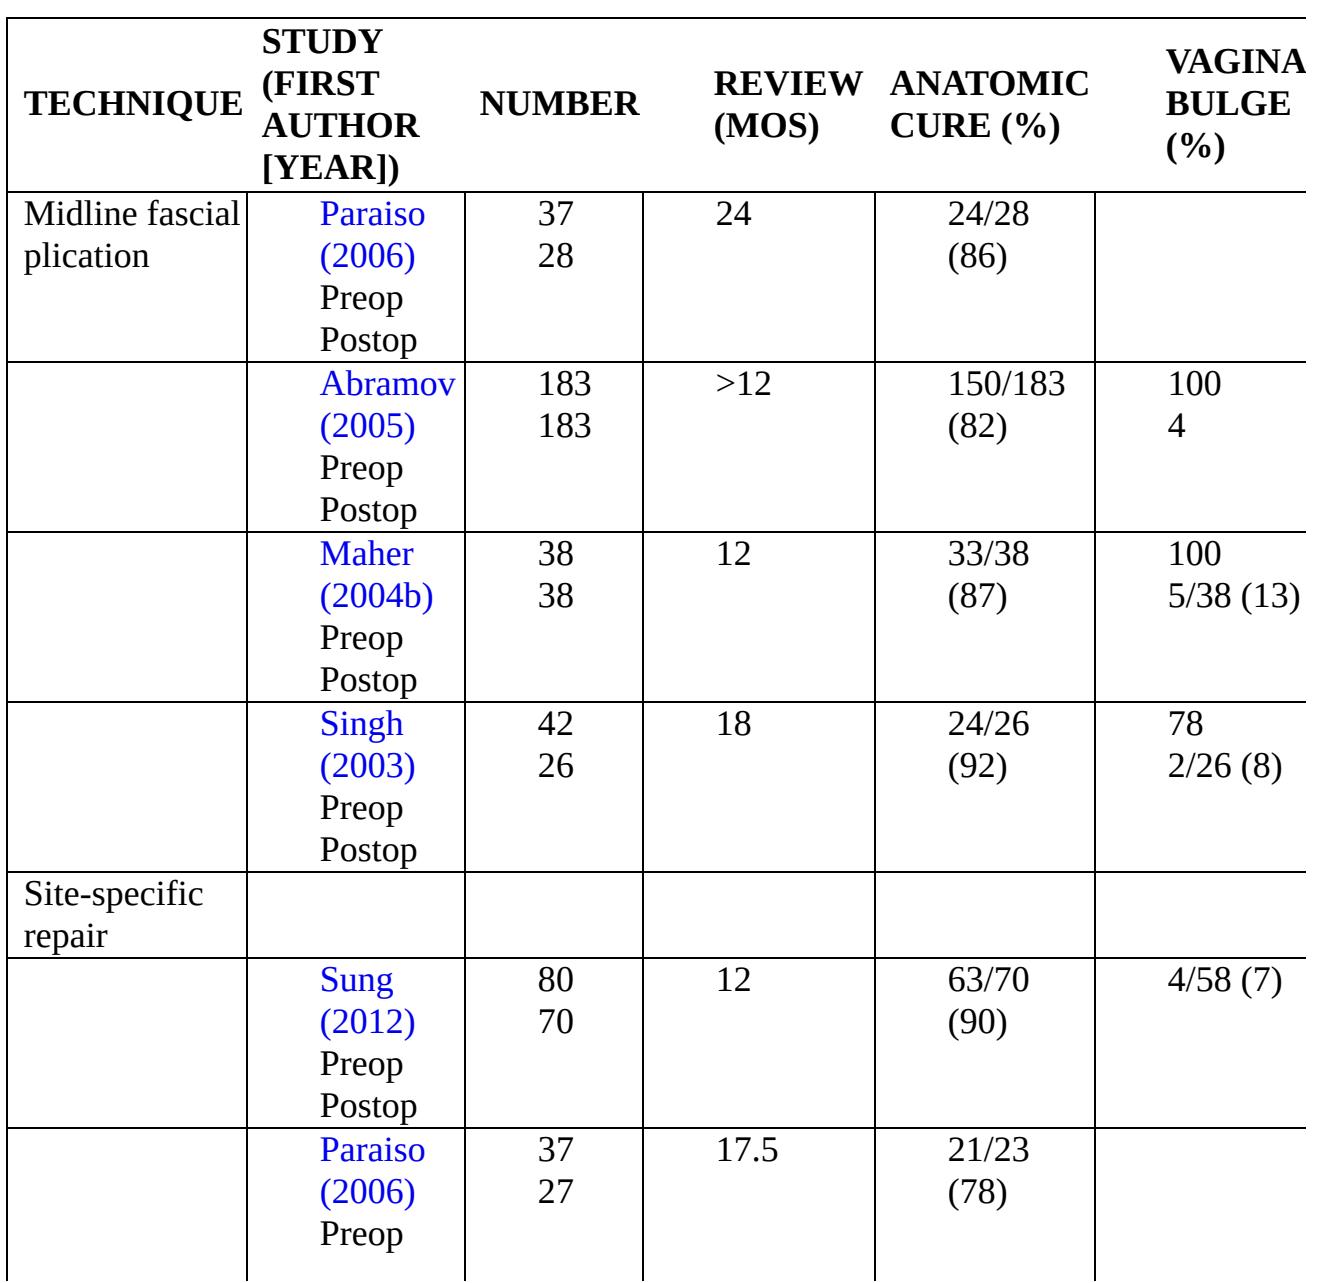 TECHNIQUE
STUDY
(FIRST
AUTHOR
[YEAR])
NUMBER
REVIEW
(MOS)
ANATOMIC
CURE (%)
VAGINA
BULGE
(%)
Midline fascial
plication
Paraiso
(2006)
Preop
Postop
37
28
24
24/28
(86)
Abramov
(2005)
Preop
Postop
183
183
>12
150/183
(82)
100
4
Maher
(2004b)
Preop
Postop
38
38
12
33/38
(87)
100
5/38 (13)
Singh
(2003)
Preop
Postop
42
26
18
24/26
(92)
78
2/26 (8)
Site-specific
repair
Sung
(2012)
Preop
Postop
80
70
12
63/70
(90)
4/58 (7)
Paraiso
(2006)
Preop
37
27
17.5
21/23
(78)